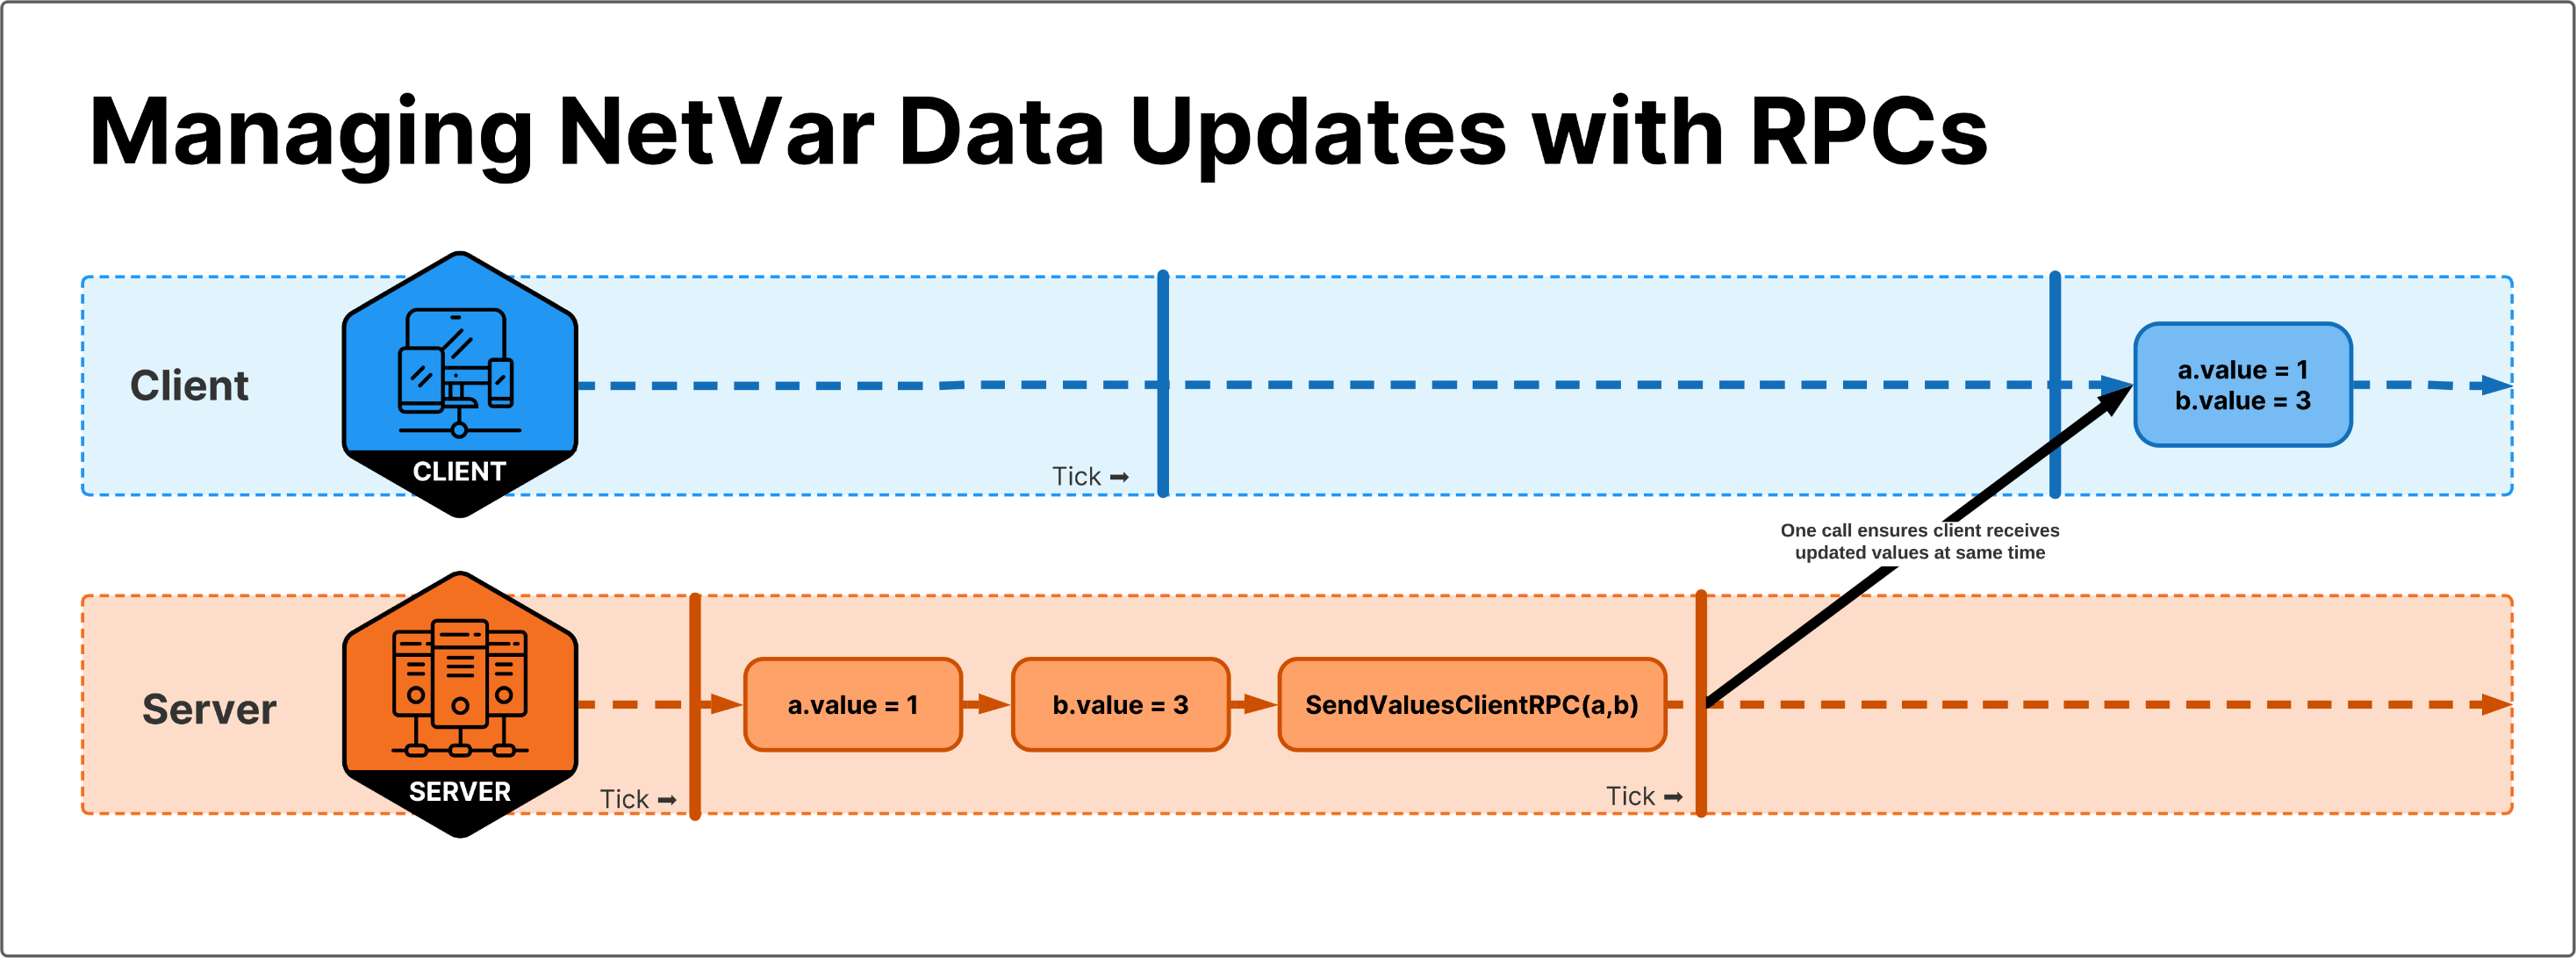 Managing NetVar Data Updates with RPCs
Client
CLIENT
Tick ➡
a.value = 1
b.value = 3
One call ensures client receives
updated values at same time
Server
SERVER
Tick ➡
a.value = 1
b.value = 3
SendValuesClientRPC(a,b)
Tick ➡